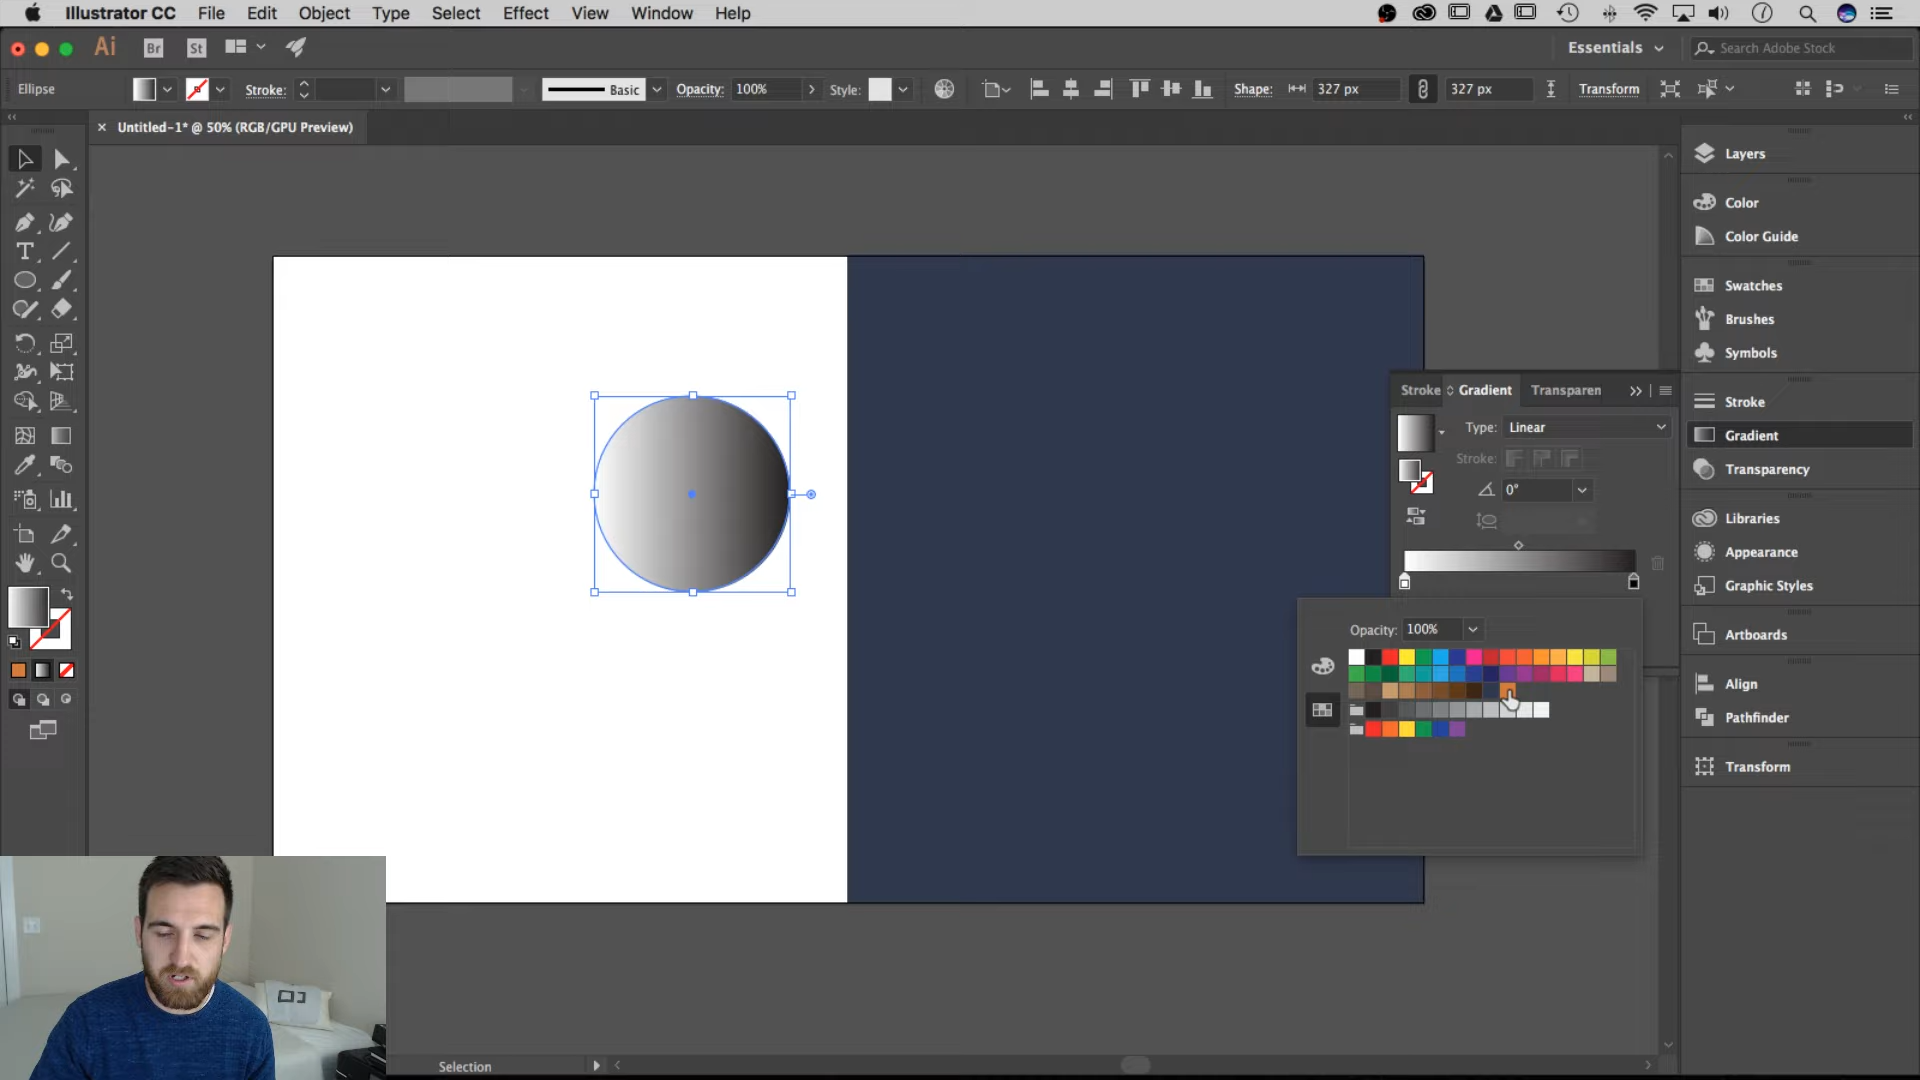 Illustrator CC File Edit Object Type Select Effect View Window Help
Ai Br St Essentials Search Adobe Stock
Ellipse Stroke: Basic Opacity: 100% Style: Shape: 327 px 327 px Transform
Untitled-1* @ 50% (RGB/GPU Preview)
Layers
Color
Color Guide
Swatches
Brushes
Symbols
Stroke
Gradient
Transparency
Libraries
Appearance
Graphic Styles
Artboards
Align
Pathfinder
Transform
Stroke Gradient Transparen
Type: Linear
Stroke:
0°
Opacity: 100%
Selection